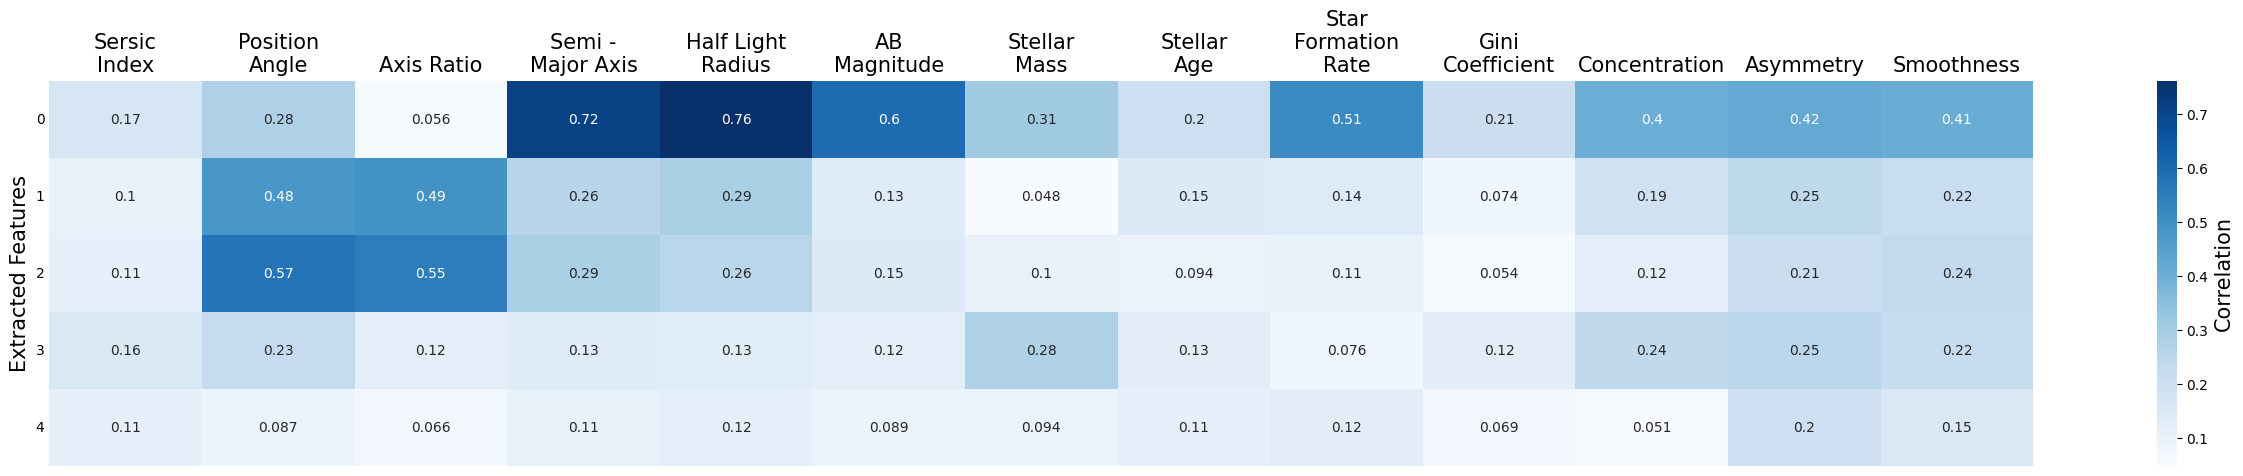 Star
Sersic Position Semi - Half Light AB Stellar Stellar Formation Gini
Index Angle Axis Ratio Major Axis Radius Magnitude Mass Age Rate Coefficient Concentration Asymmetry Smoothness
0 0.17 0.28 0.056 0.72 0.76 0.6 0.31 0.2 0.51 0.21 0.4 0.42 0.41
1 0.1 0.48 0.49 0.26 0.29 0.13 0.048 0.15 0.14 0.074 0.19 0.25 0.22
2 0.11 0.57 0.55 0.29 0.26 0.15 0.1 0.094 0.11 0.054 0.12 0.21 0.24
3 0.16 0.23 0.12 0.13 0.13 0.12 0.28 0.13 0.076 0.12 0.24 0.25 0.22
4 0.11 0.087 0.066 0.11 0.12 0.089 0.094 0.11 0.12 0.069 0.051 0.2 0.15
Extracted Features
0.7
0.6
0.5
0.4
0.3
0.2
0.1
Correlation